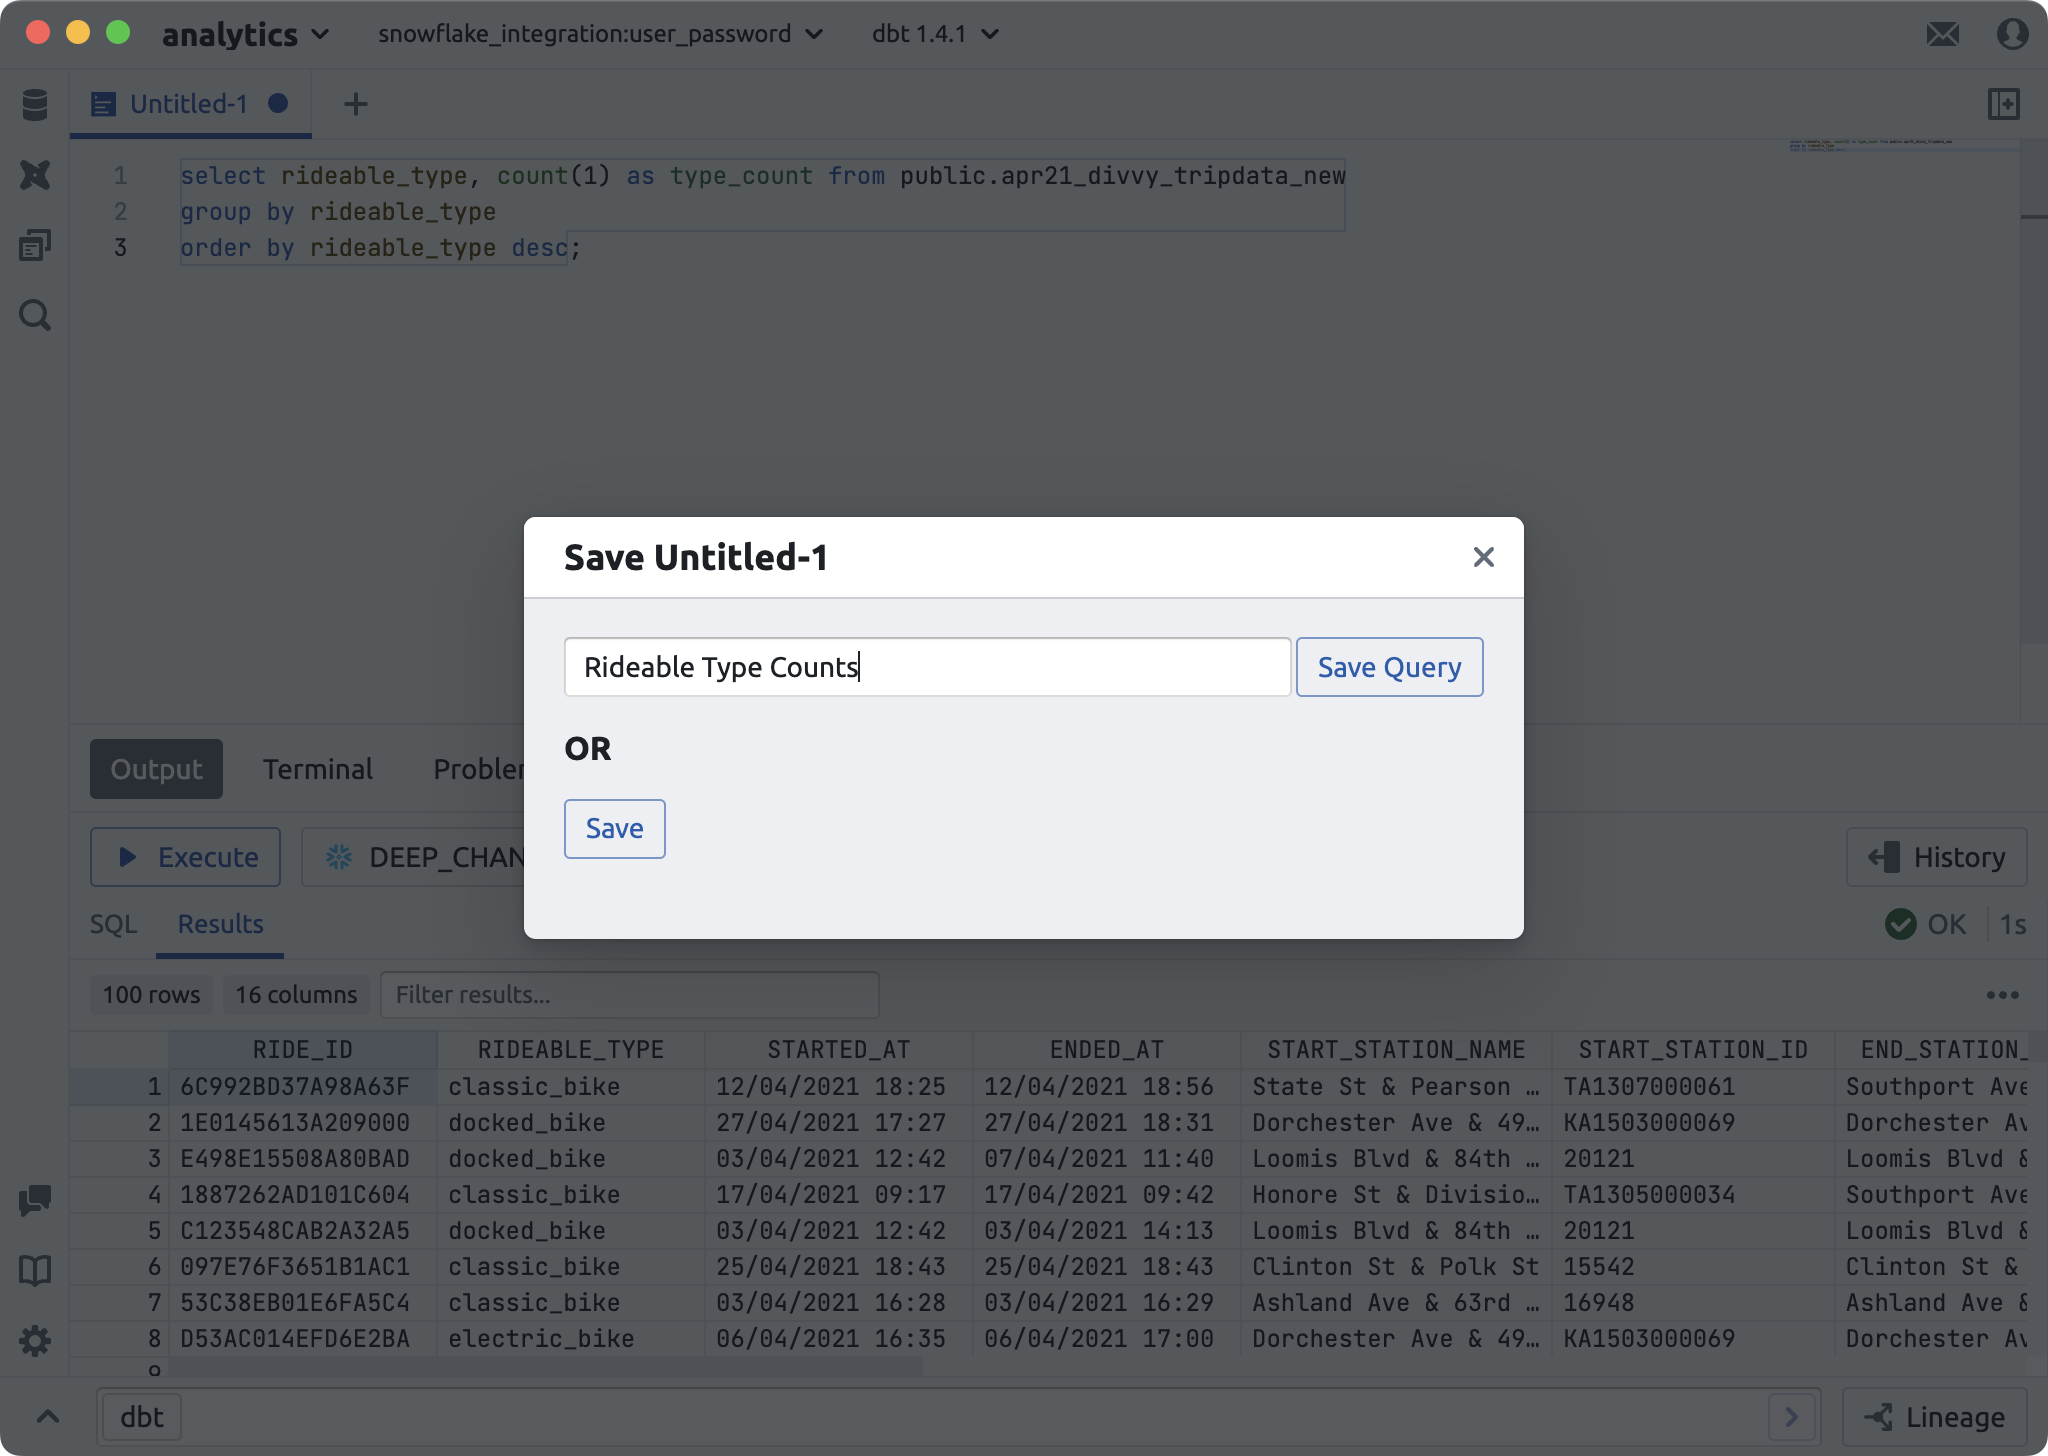 analytics snowflake_integration:user_password dbt 1.4.1
Untitled-1
1 select rideable_type, count(1) as type_count from public.apr21_divvy_tripdata_new
2 group by rideable_type
3 order by rideable_type desc;
Save Untitled-1
Rideable Type Counts Save Query
OR
Save
Output Terminal Problem
Execute DEEP_CHAN History
SQL Results OK 1s
100 rows 16 columns Filter results...
RIDE_ID RIDEABLE_TYPE STARTED_AT ENDED_AT START_STATION_NAME START_STATION_ID END_STATION_
1 6C992BD37A98A63F classic_bike 12/04/2021 18:25 12/04/2021 18:56 State St & Pearson … TA1307000061 Southport Ave
2 1E0145613A209000 docked_bike 27/04/2021 17:27 27/04/2021 18:31 Dorchester Ave & 49… KA1503000069 Dorchester Av
3 E498E15508A80BAD docked_bike 03/04/2021 12:42 07/04/2021 11:40 Loomis Blvd & 84th … 20121 Loomis Blvd &
4 1887262AD101C604 classic_bike 17/04/2021 09:17 17/04/2021 09:42 Honore St & Divisio… TA1305000034 Southport Ave
5 C123548CAB2A32A5 docked_bike 03/04/2021 12:42 03/04/2021 14:13 Loomis Blvd & 84th … 20121 Loomis Blvd &
6 097E76F3651B1AC1 classic_bike 25/04/2021 18:43 25/04/2021 18:43 Clinton St & Polk St 15542 Clinton St &
7 53C38EB01E6FA5C4 classic_bike 03/04/2021 16:28 03/04/2021 16:29 Ashland Ave & 63rd … 16948 Ashland Ave &
8 D53AC014EFD6E2BA electric_bike 06/04/2021 16:35 06/04/2021 17:00 Dorchester Ave & 49… KA1503000069 Dorchester Av
9
dbt Lineage